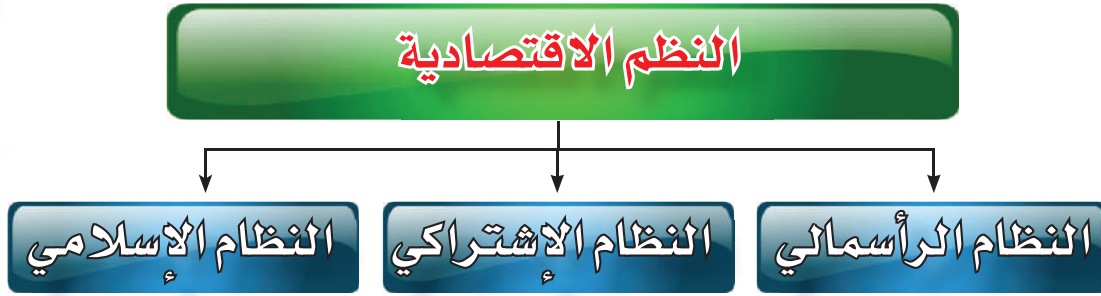 النظم الاقتصادية
النظام الرأسمالي
النظام الإشتراكي
النظام الإسلامي